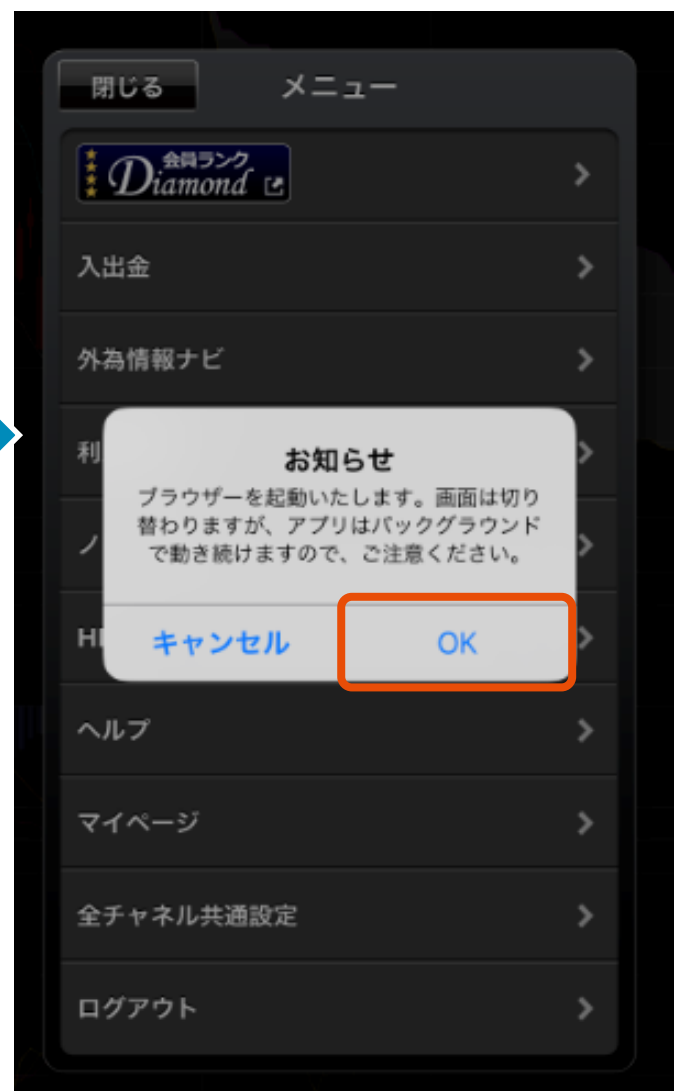 閉じる
メニュー
会員ランク
Diamond
入出金
外為情報ナビ
利
お知らせ
ブラウザーを起動いたします。画面は切り
替わりますが、アプリはバックグラウンド
で動き続けますので、ご注意ください。
ノ
キャンセル
OK
ヘルプ
マイページ
全チャネル共通設定
ログアウト